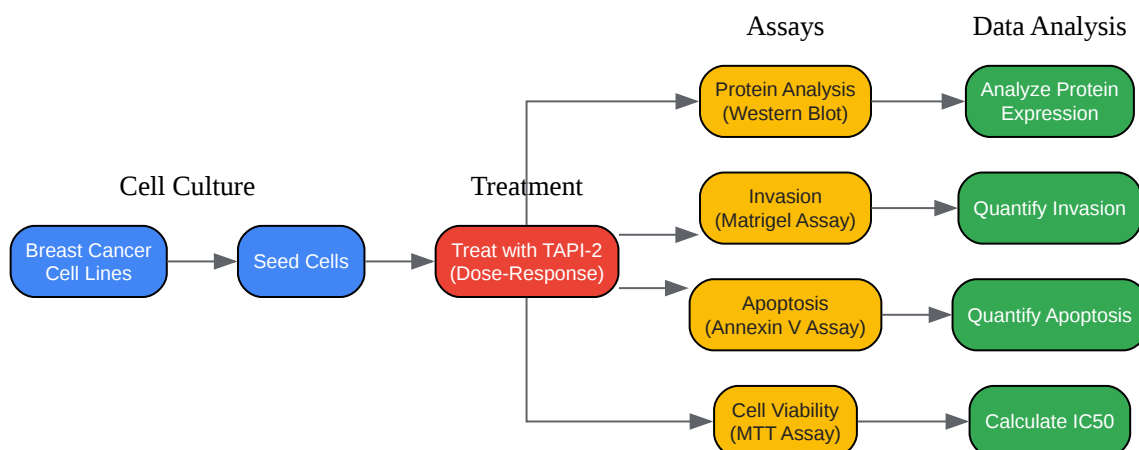 Assays
Data Analysis
Protein Analysis
(Western Blot)
Analyze Protein
Expression
Cell Culture
Treatment
Invasion
(Matrigel Assay)
Quantify Invasion
Breast Cancer
Cell Lines
Seed Cells
Treat with TAPI-2
(Dose-Response)
Apoptosis
(Annexin V Assay)
Quantify Apoptosis
Cell Viability
(MTT Assay)
Calculate IC50